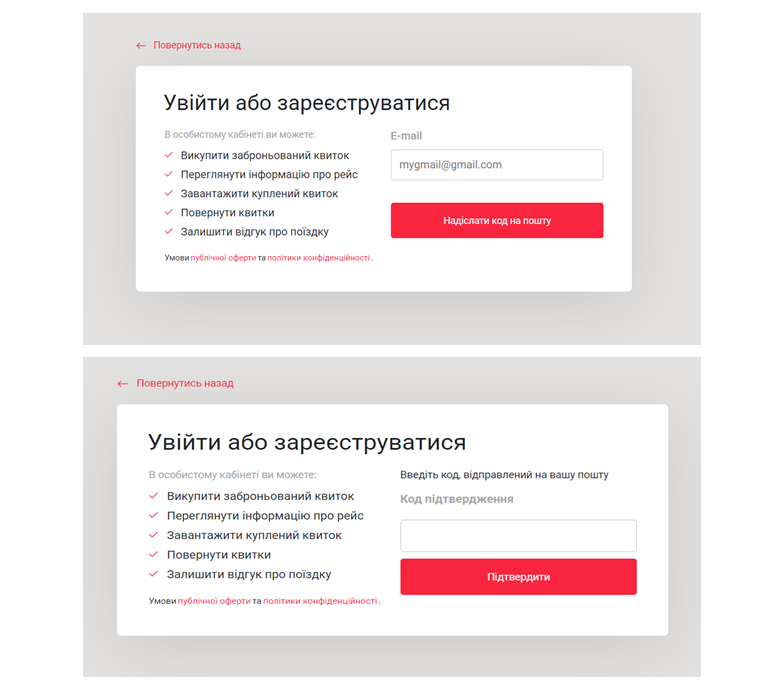 Повернутись назад
Увійти або зареєструватися
В особистому кабінеті ви можете:
Викупити заброньований квиток
Переглянути інформацію про рейс
Завантажити куплений квиток
Повернути квитки
Залишити відгук про поїздку
Умови публічної оферти та політики конфіденційності.
E-mail
mygmail@gmail.com
Надіслати код на пошту
Повернутись назад
Увійти або зареєструватися
В особистому кабінеті ви можете:
Викупити заброньований квиток
Переглянути інформацію про рейс
Завантажити куплений квиток
Повернути квитки
Залишити відгук про поїздку
Умови публічної оферти та політики конфіденційності.
Введіть код, відправлений на вашу пошту
Код підтвердження
Підтвердити